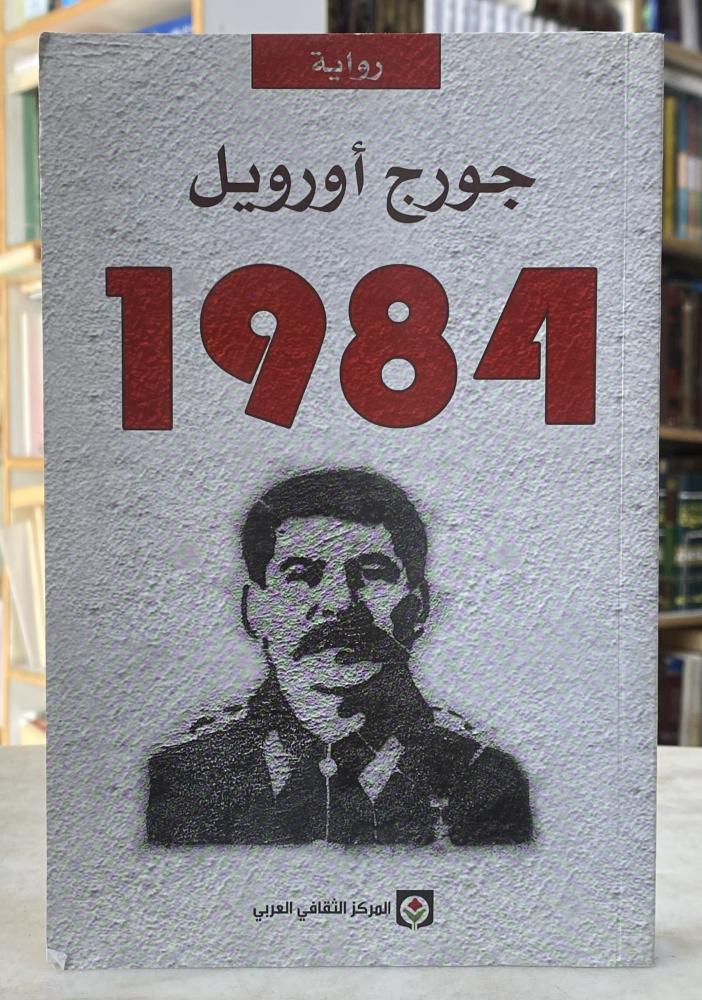 رواية
جورج أورويل
1984
المركز الثقافي العربي